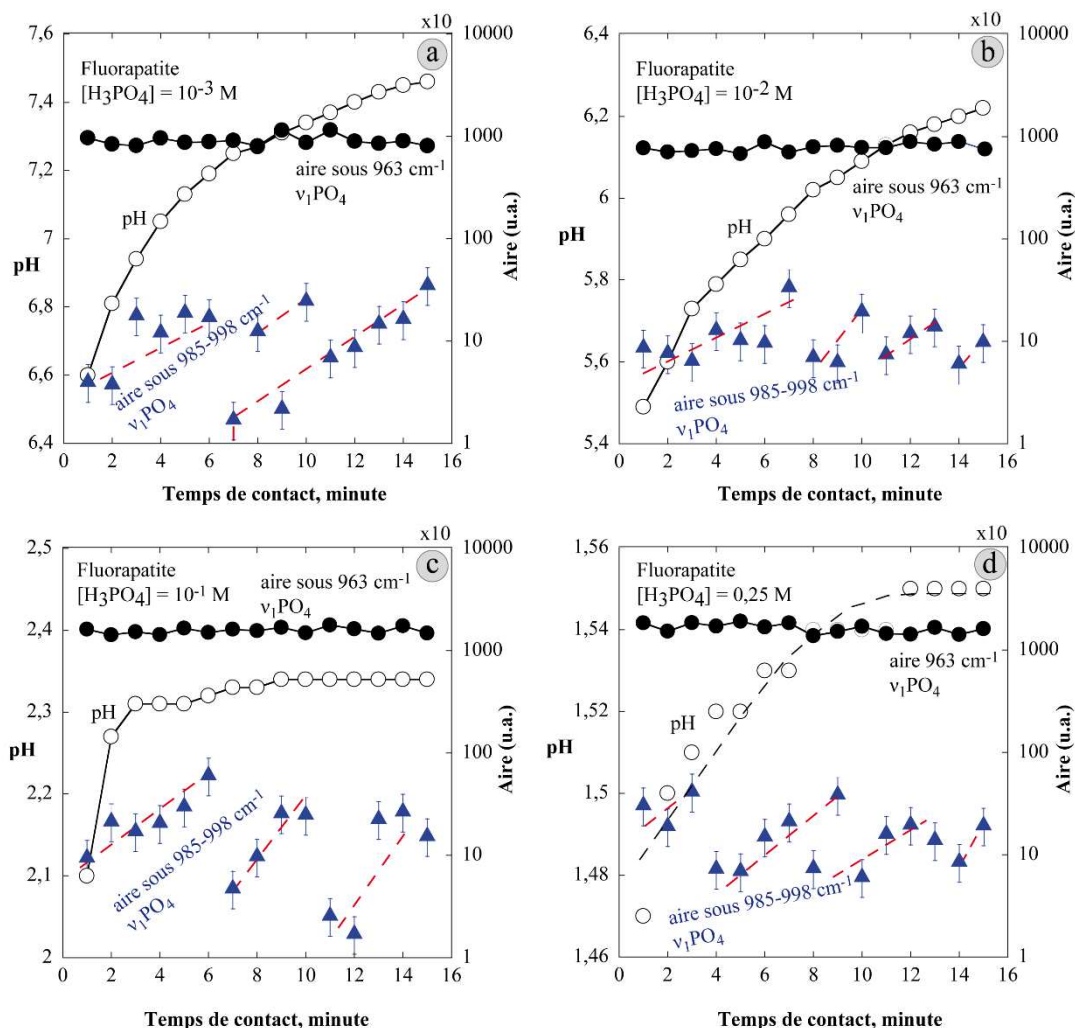 x10
7,6
7,4
7,2
7
6,8
6,6
6,4
pH
10000
1000
100
10
1
Aire (u.a.)
a
Fluorapatite
[H3PO4] = 10-3 M
aire sous 963 cm-1
ν1PO4
pH
aire sous 985-998 cm-1
ν1PO4
0 2 4 6 8 10 12 14 16
Temps de contact, minute
x10
6,4
6,2
6
5,8
5,6
5,4
pH
10000
1000
100
10
1
Aire (u.a.)
b
Fluorapatite
[H3PO4] = 10-2 M
aire sous 963 cm-1
ν1PO4
pH
aire sous 985-998 cm-1
ν1PO4
0 2 4 6 8 10 12 14 16
Temps de contact, minute
x10
2,5
2,4
2,3
2,2
2,1
2
pH
10000
1000
100
10
1
Aire (u.a.)
c
Fluorapatite
[H3PO4] = 10-1 M
aire sous 963 cm-1
ν1PO4
pH
aire sous 985-998 cm-1
ν1PO4
0 2 4 6 8 10 12 14 16
Temps de contact, minute
x10
1,56
1,54
1,52
1,5
1,48
1,46
pH
10000
1000
100
10
1
Aire (u.a.)
d
Fluorapatite
[H3PO4] = 0,25 M
aire 963 cm-1
ν1PO4
pH
aire sous 985-998 cm-1
ν1PO4
0 2 4 6 8 10 12 14 16
Temps de contact, minute